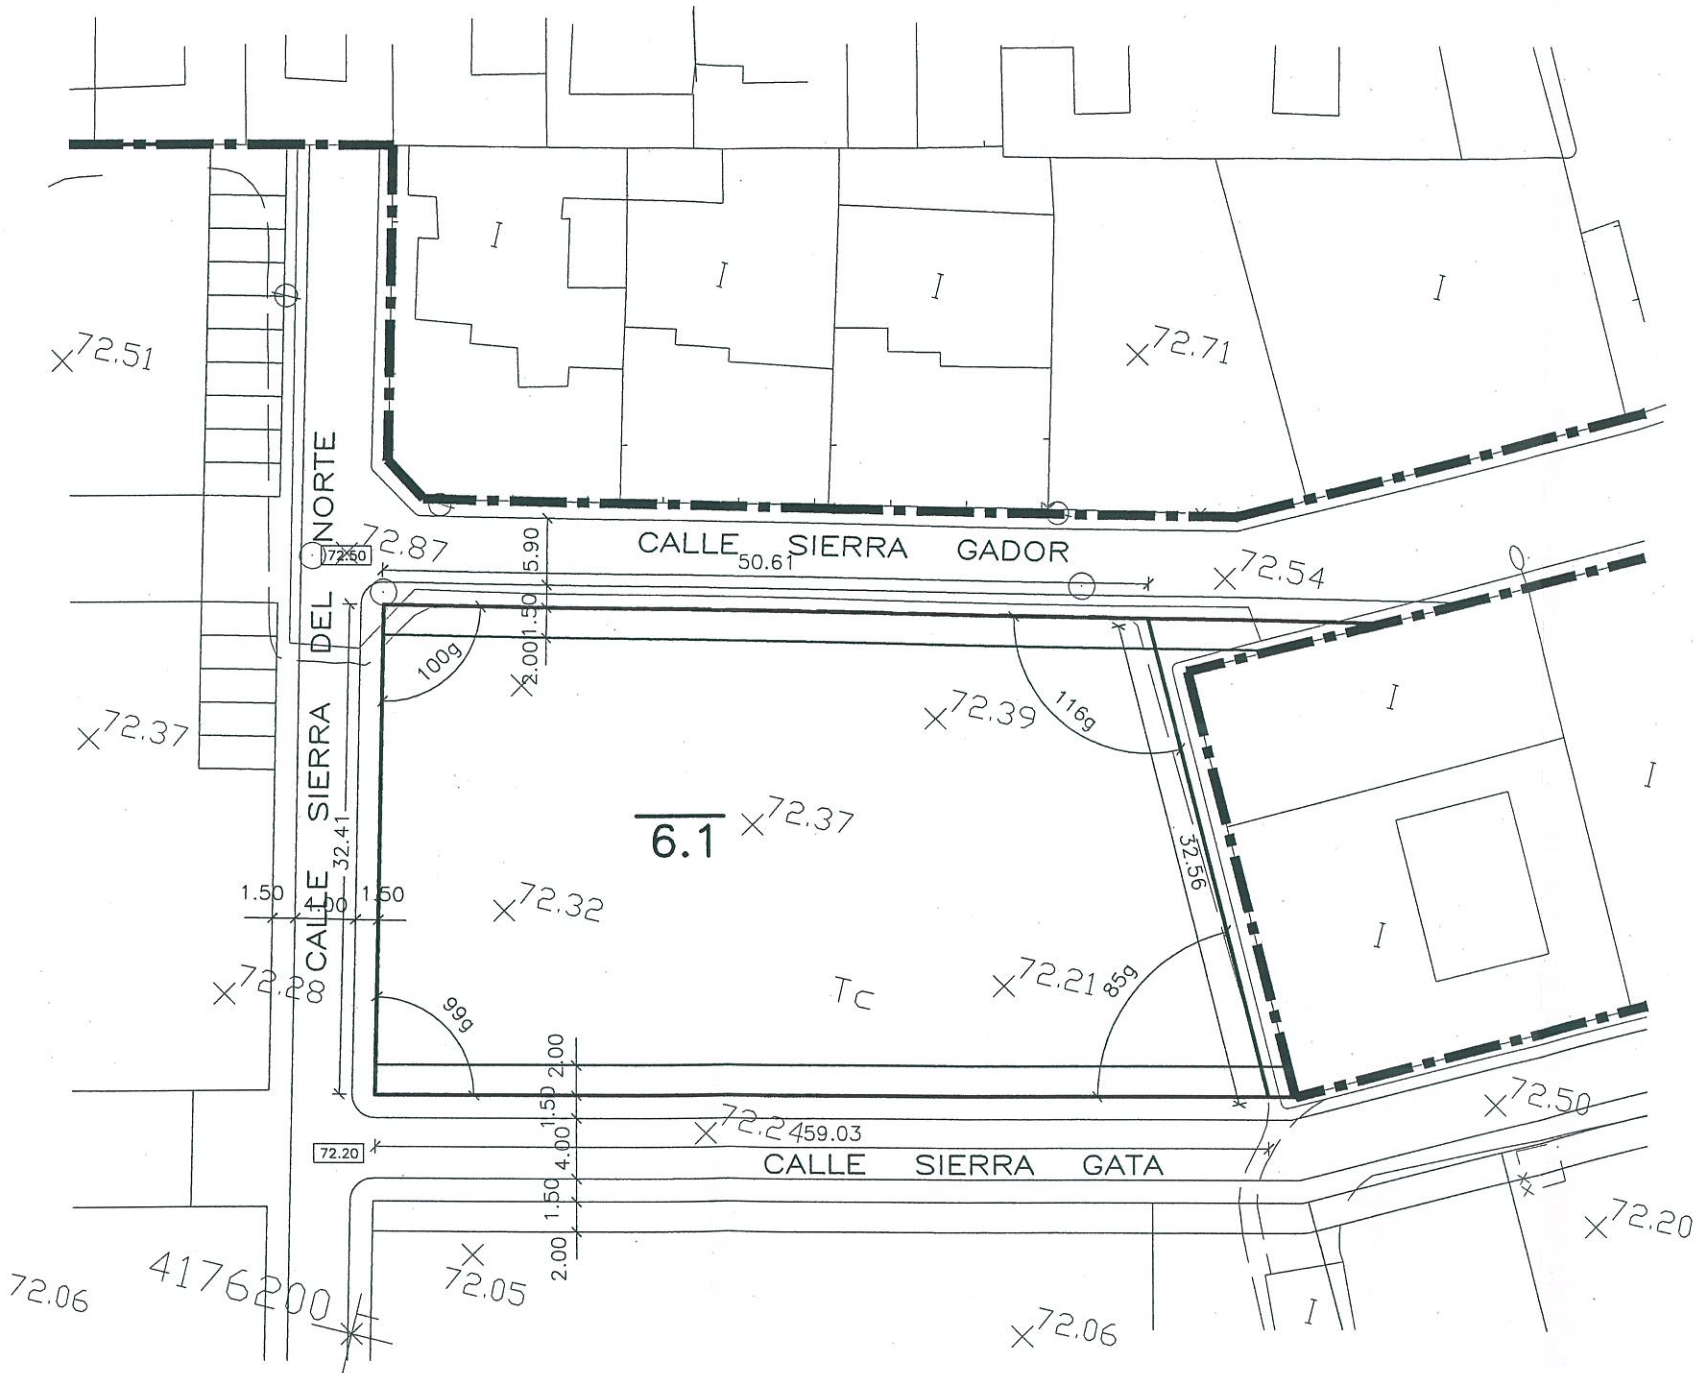 I
I
I
I
72.51
72.71
CALLE SIERRA DEL NORTE
72.50
72.87
5.90
CALLE SIERRA GADOR
50.61
72.54
1.50
2.00
100g
116g
72.39
I
72.37
I
6.1
72.37
32.41
32.56
1.50
4.00
1.50
72.32
I
72.28
Tc
72.21
85g
99g
2.00
1.50
72.24
59.03
72.50
72.20
4.00
CALLE SIERRA GATA
1.50
2.00
72.20
4176200
72.06
72.05
72.06
I